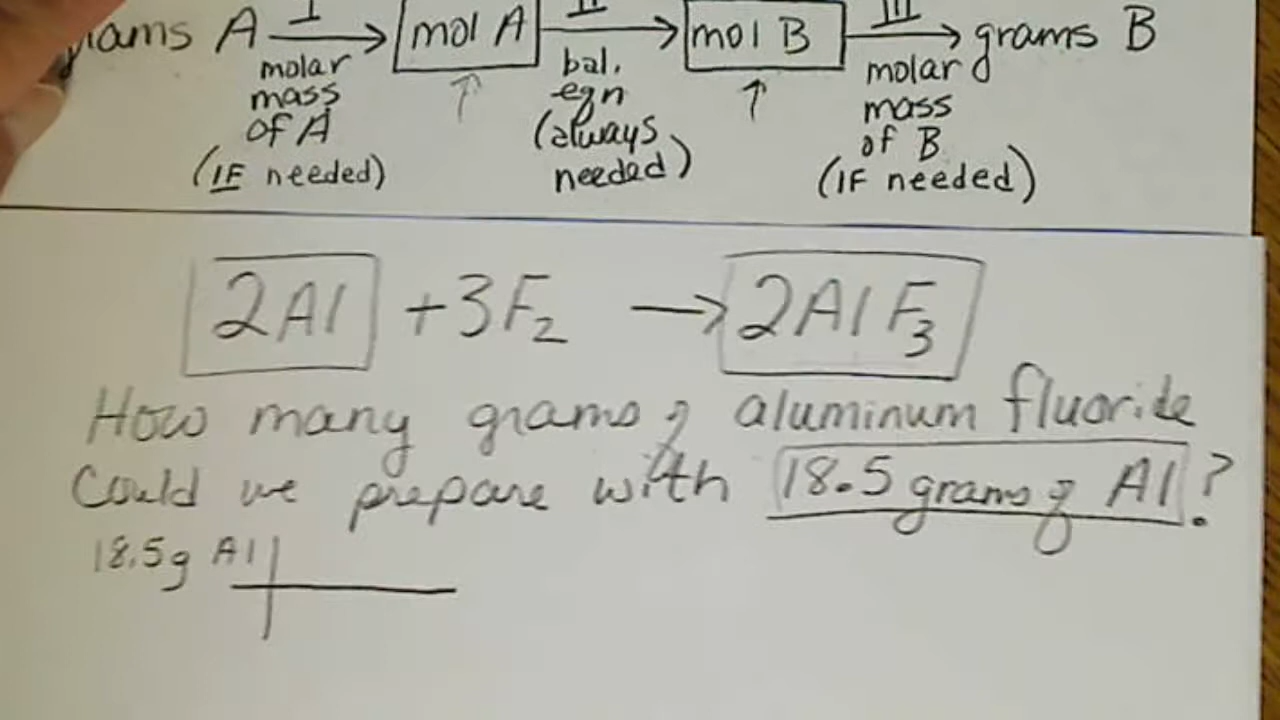 grams A I mol A II mol B III grams B
molar bal. molar
mass eqn mass
of A (always of B
(IF needed) needed) (IF needed)
2Al + 3F2 → 2AlF3
How many grams of aluminum fluoride
Could we prepare with 18.5 grams of Al?
18.5g Al